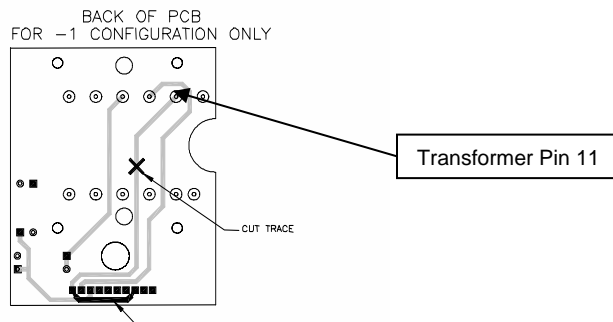 BACK OF PCB
FOR -1 CONFIGURATION ONLY
Transformer Pin 11
CUT TRACE